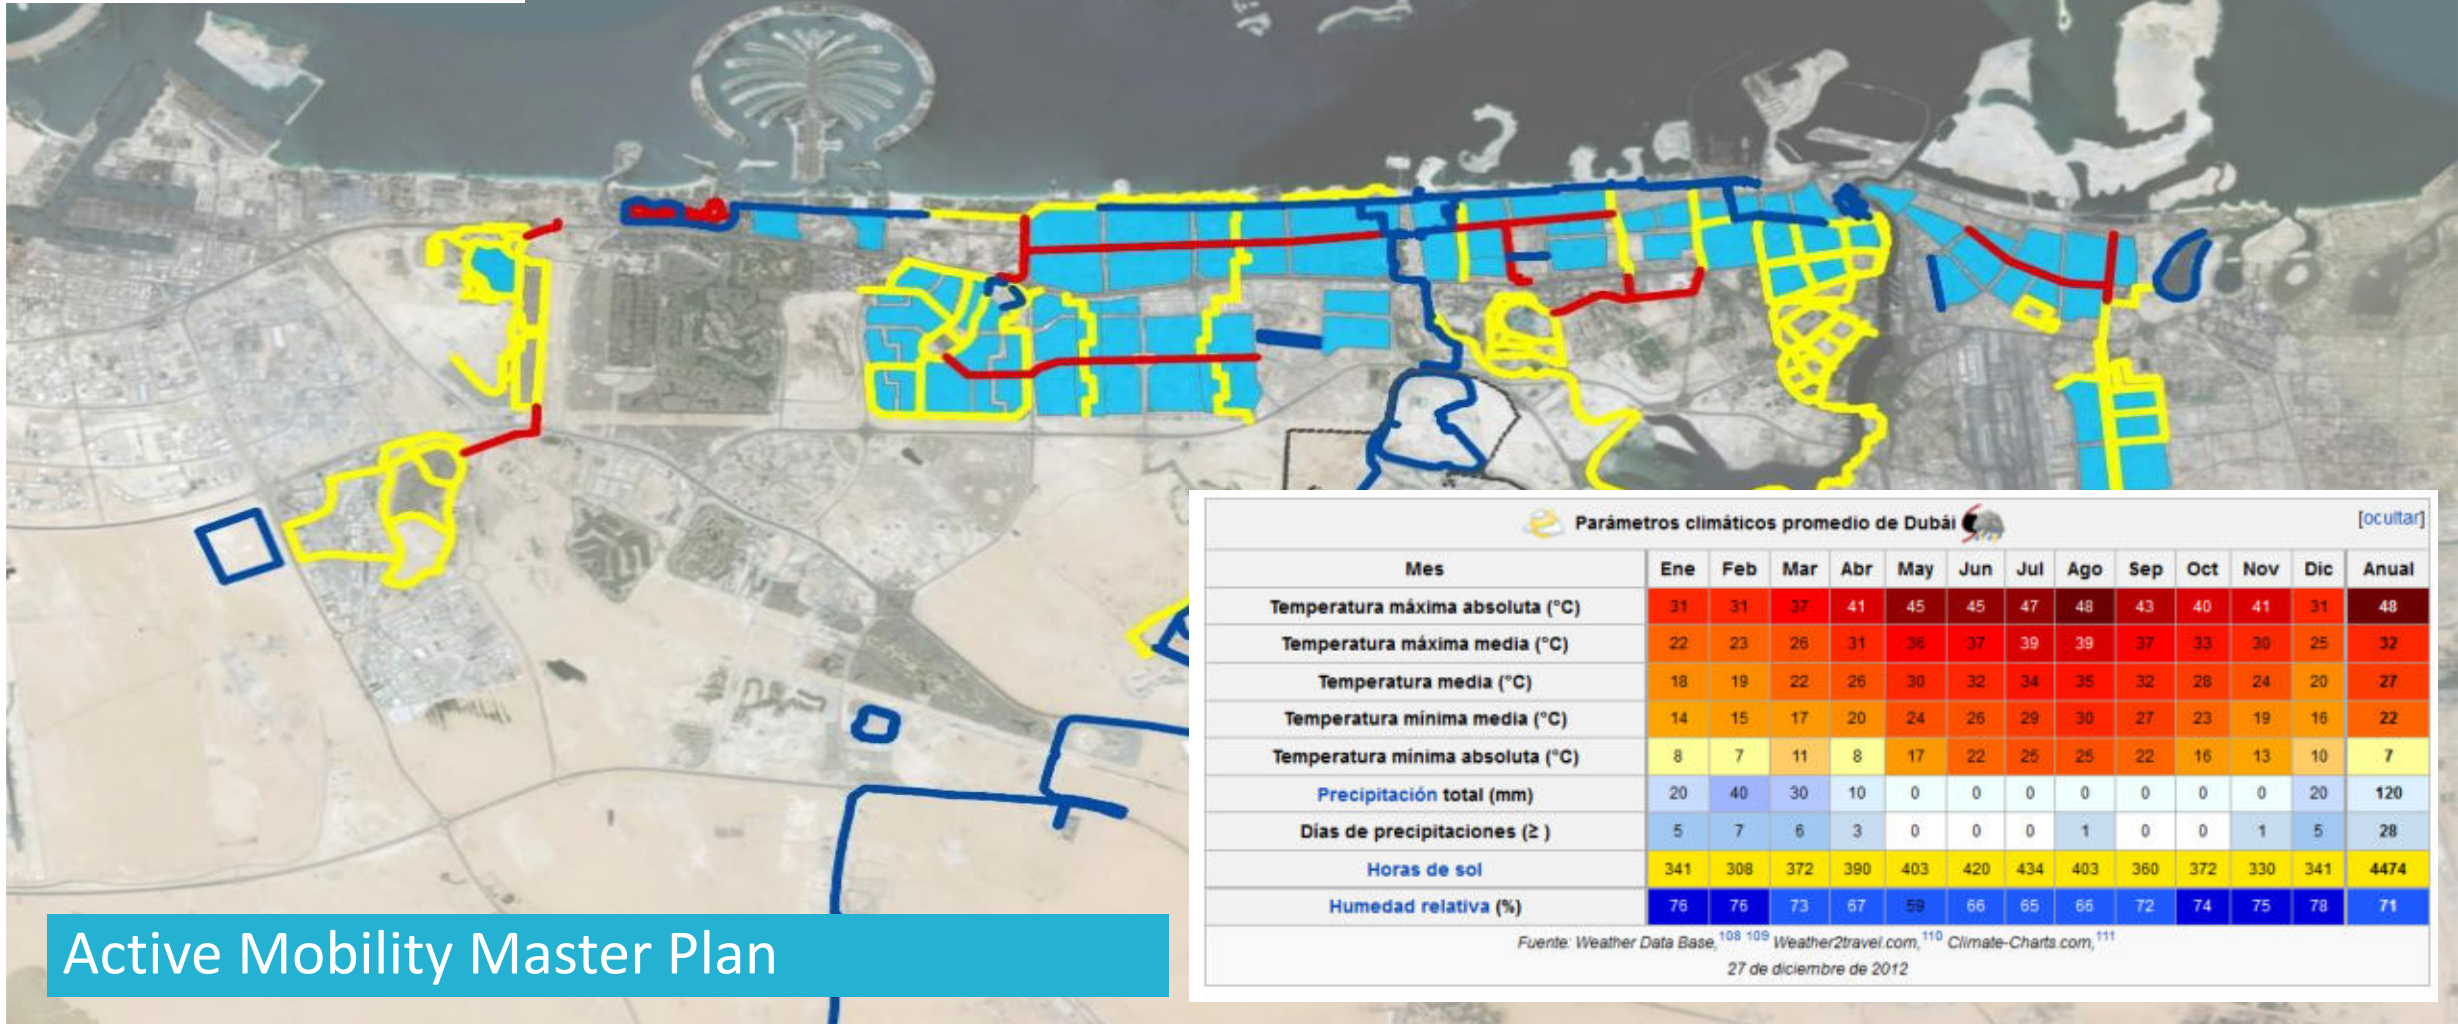 Parámetros climáticos promedio de Dubái [ocultar]
Mes Ene Feb Mar Abr May Jun Jul Ago Sep Oct Nov Dic Anual
Temperatura máxima absoluta (°C) 31 31 37 41 45 45 47 48 43 40 41 31 48
Temperatura máxima media (°C) 22 23 26 31 36 37 39 39 37 33 30 25 32
Temperatura media (°C) 18 19 22 26 30 32 34 35 32 28 24 20 27
Temperatura mínima media (°C) 14 15 17 20 24 26 29 30 27 23 19 16 22
Temperatura mínima absoluta (°C) 8 7 11 8 17 22 25 25 22 16 13 10 7
Precipitación total (mm) 20 40 30 10 0 0 0 0 0 0 0 20 120
Días de precipitaciones (≥ ) 5 7 6 3 0 0 0 1 0 0 1 5 28
Horas de sol 341 308 372 390 403 420 434 403 360 372 330 341 4474
Humedad relativa (%) 76 76 73 67 59 66 65 66 72 74 75 78 71
Fuente: Weather Data Base,108 109 Weather2travel.com,110 Climate-Charts.com,111
27 de diciembre de 2012
Active Mobility Master Plan